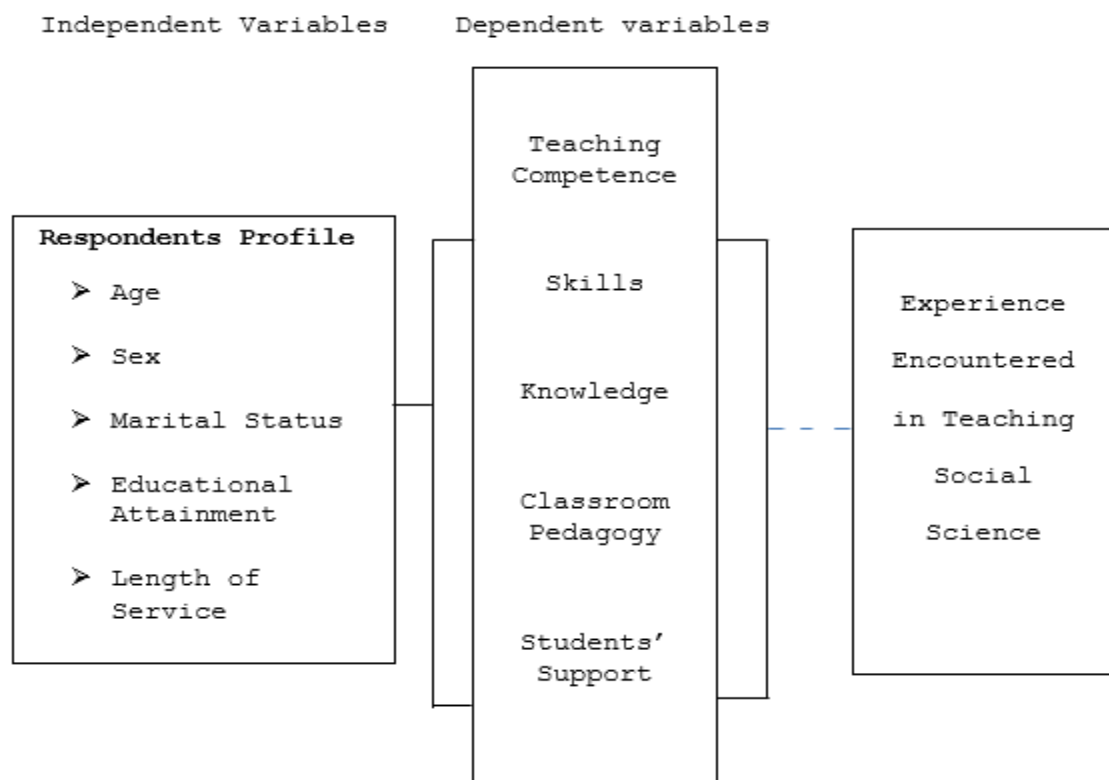 Independent Variables
Dependent variables
Respondents Profile
➢ Age
➢ Sex
➢ Marital Status
➢ Educational
Attainment
➢ Length of
Service
Teaching
Competence
Skills
Knowledge
Classroom
Pedagogy
Students’
Support
Experience
Encountered
in Teaching
Social
Science